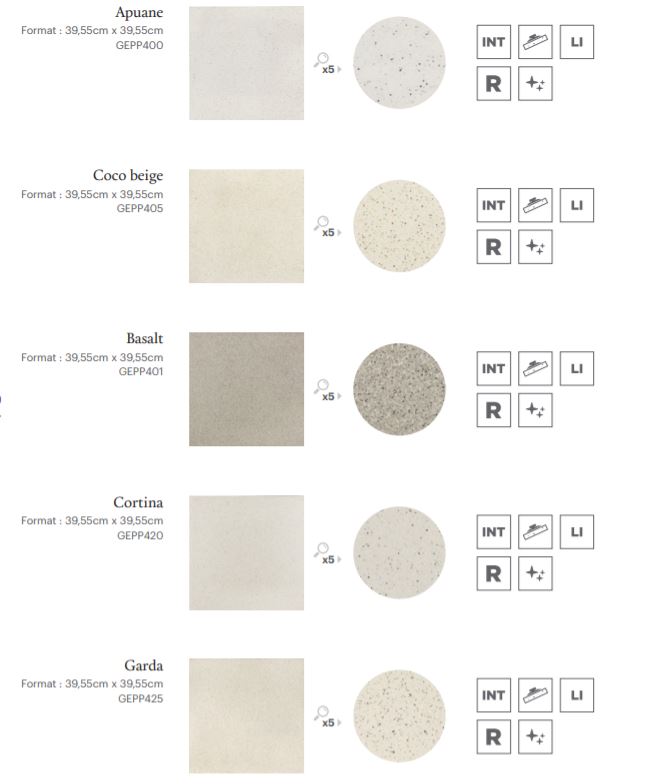 Apuane
Format : 39,55cm x 39,55cm
GEPP400
x5
INT
LI
R
Coco beige
Format : 39,55cm x 39,55cm
GEPP405
x5
INT
LI
R
Basalt
Format : 39,55cm x 39,55cm
GEPP401
x5
INT
LI
R
Cortina
Format : 39,55cm x 39,55cm
GEPP420
x5
INT
LI
R
Garda
Format : 39,55cm x 39,55cm
GEPP425
x5
INT
LI
R